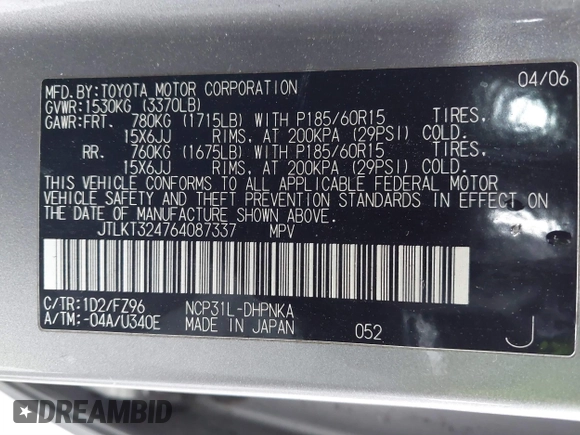 MFD. BY: TOYOTA MOTOR CORPORATION 04/06
GVWR: 1530KG (3370LB)
GAWR: FRT. 780KG (1715LB) WITH P185/60R15 TIRES,
15X6JJ RIMS, AT 200KPA (29PSI) COLD.
RR. 760KG (1675LB) WITH P185/60R15 TIRES,
15X6JJ RIMS, AT 200KPA (29PSI) COLD.
THIS VEHICLE CONFORMS TO ALL APPLICABLE FEDERAL MOTOR
VEHICLE SAFETY AND THEFT PREVENTION STANDARDS IN EFFECT ON
THE DATE OF MANUFACTURE SHOWN ABOVE.
JTLKT324764087337 MPV
C/TR: 1D2/FZ96 NCP31L-DHPNKA
A/TM: -04A/U340E MADE IN JAPAN 052 J
DREAMBID